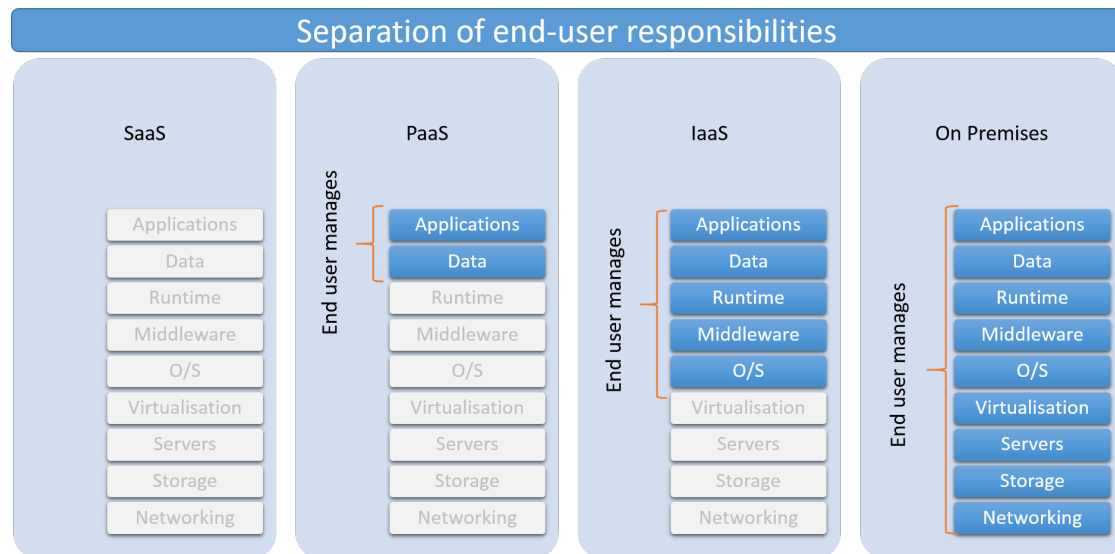 Separation of end-user responsibilities
SaaS
Applications
Data
Runtime
Middleware
O/S
Virtualisation
Servers
Storage
Networking
PaaS
End user manages
Applications
Data
Runtime
Middleware
O/S
Virtualisation
Servers
Storage
Networking
IaaS
End user manages
Applications
Data
Runtime
Middleware
O/S
Virtualisation
Servers
Storage
Networking
On Premises
End user manages
Applications
Data
Runtime
Middleware
O/S
Virtualisation
Servers
Storage
Networking